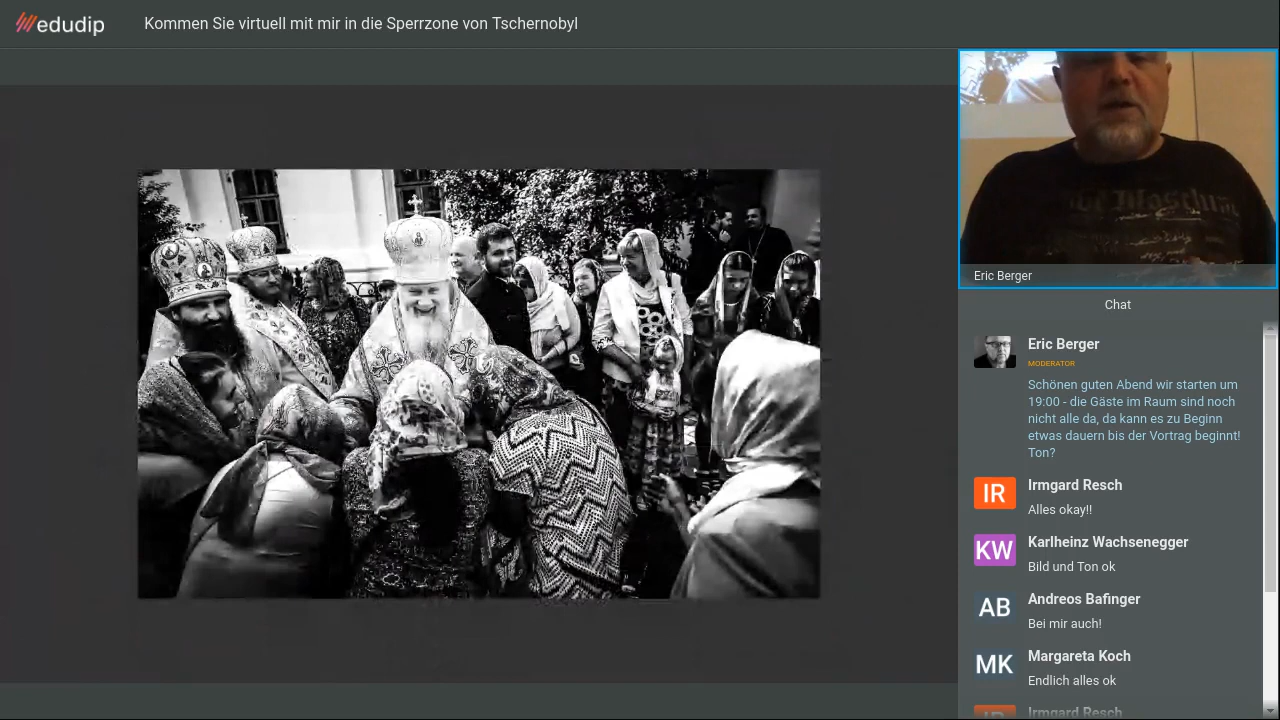 edudip
Kommen Sie virtuell mit mir in die Sperrzone von Tschernobyl
Eric Berger
Chat
Eric Berger
MODERATOR
Schönen guten Abend wir starten um
19:00 - die Gäste im Raum sind noch
nicht alle da, da kann es zu Beginn
etwas dauern bis der Vortrag beginnt!
Ton?
IR
Irmgard Resch
Alles okay!!
KW
Karlheinz Wachsenegger
Bild und Ton ok
AB
Andreos Bafinger
Bei mir auch!
MK
Margareta Koch
Endlich alles ok
IR
Irmgard Resch